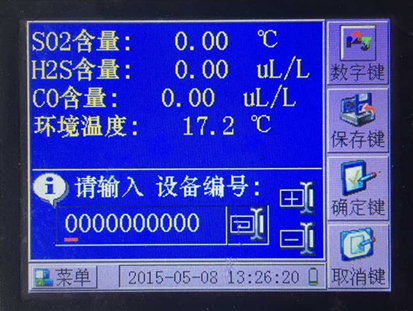 SO2含量: 0.00 ℃
H2S含量: 0.00 uL/L
CO含量: 0.00 uL/L
环境温度: 17.2 ℃
请输入 设备编号:
0000000000
数字键
保存键
确定键
取消键
菜单 2015-05-08 13:26:20